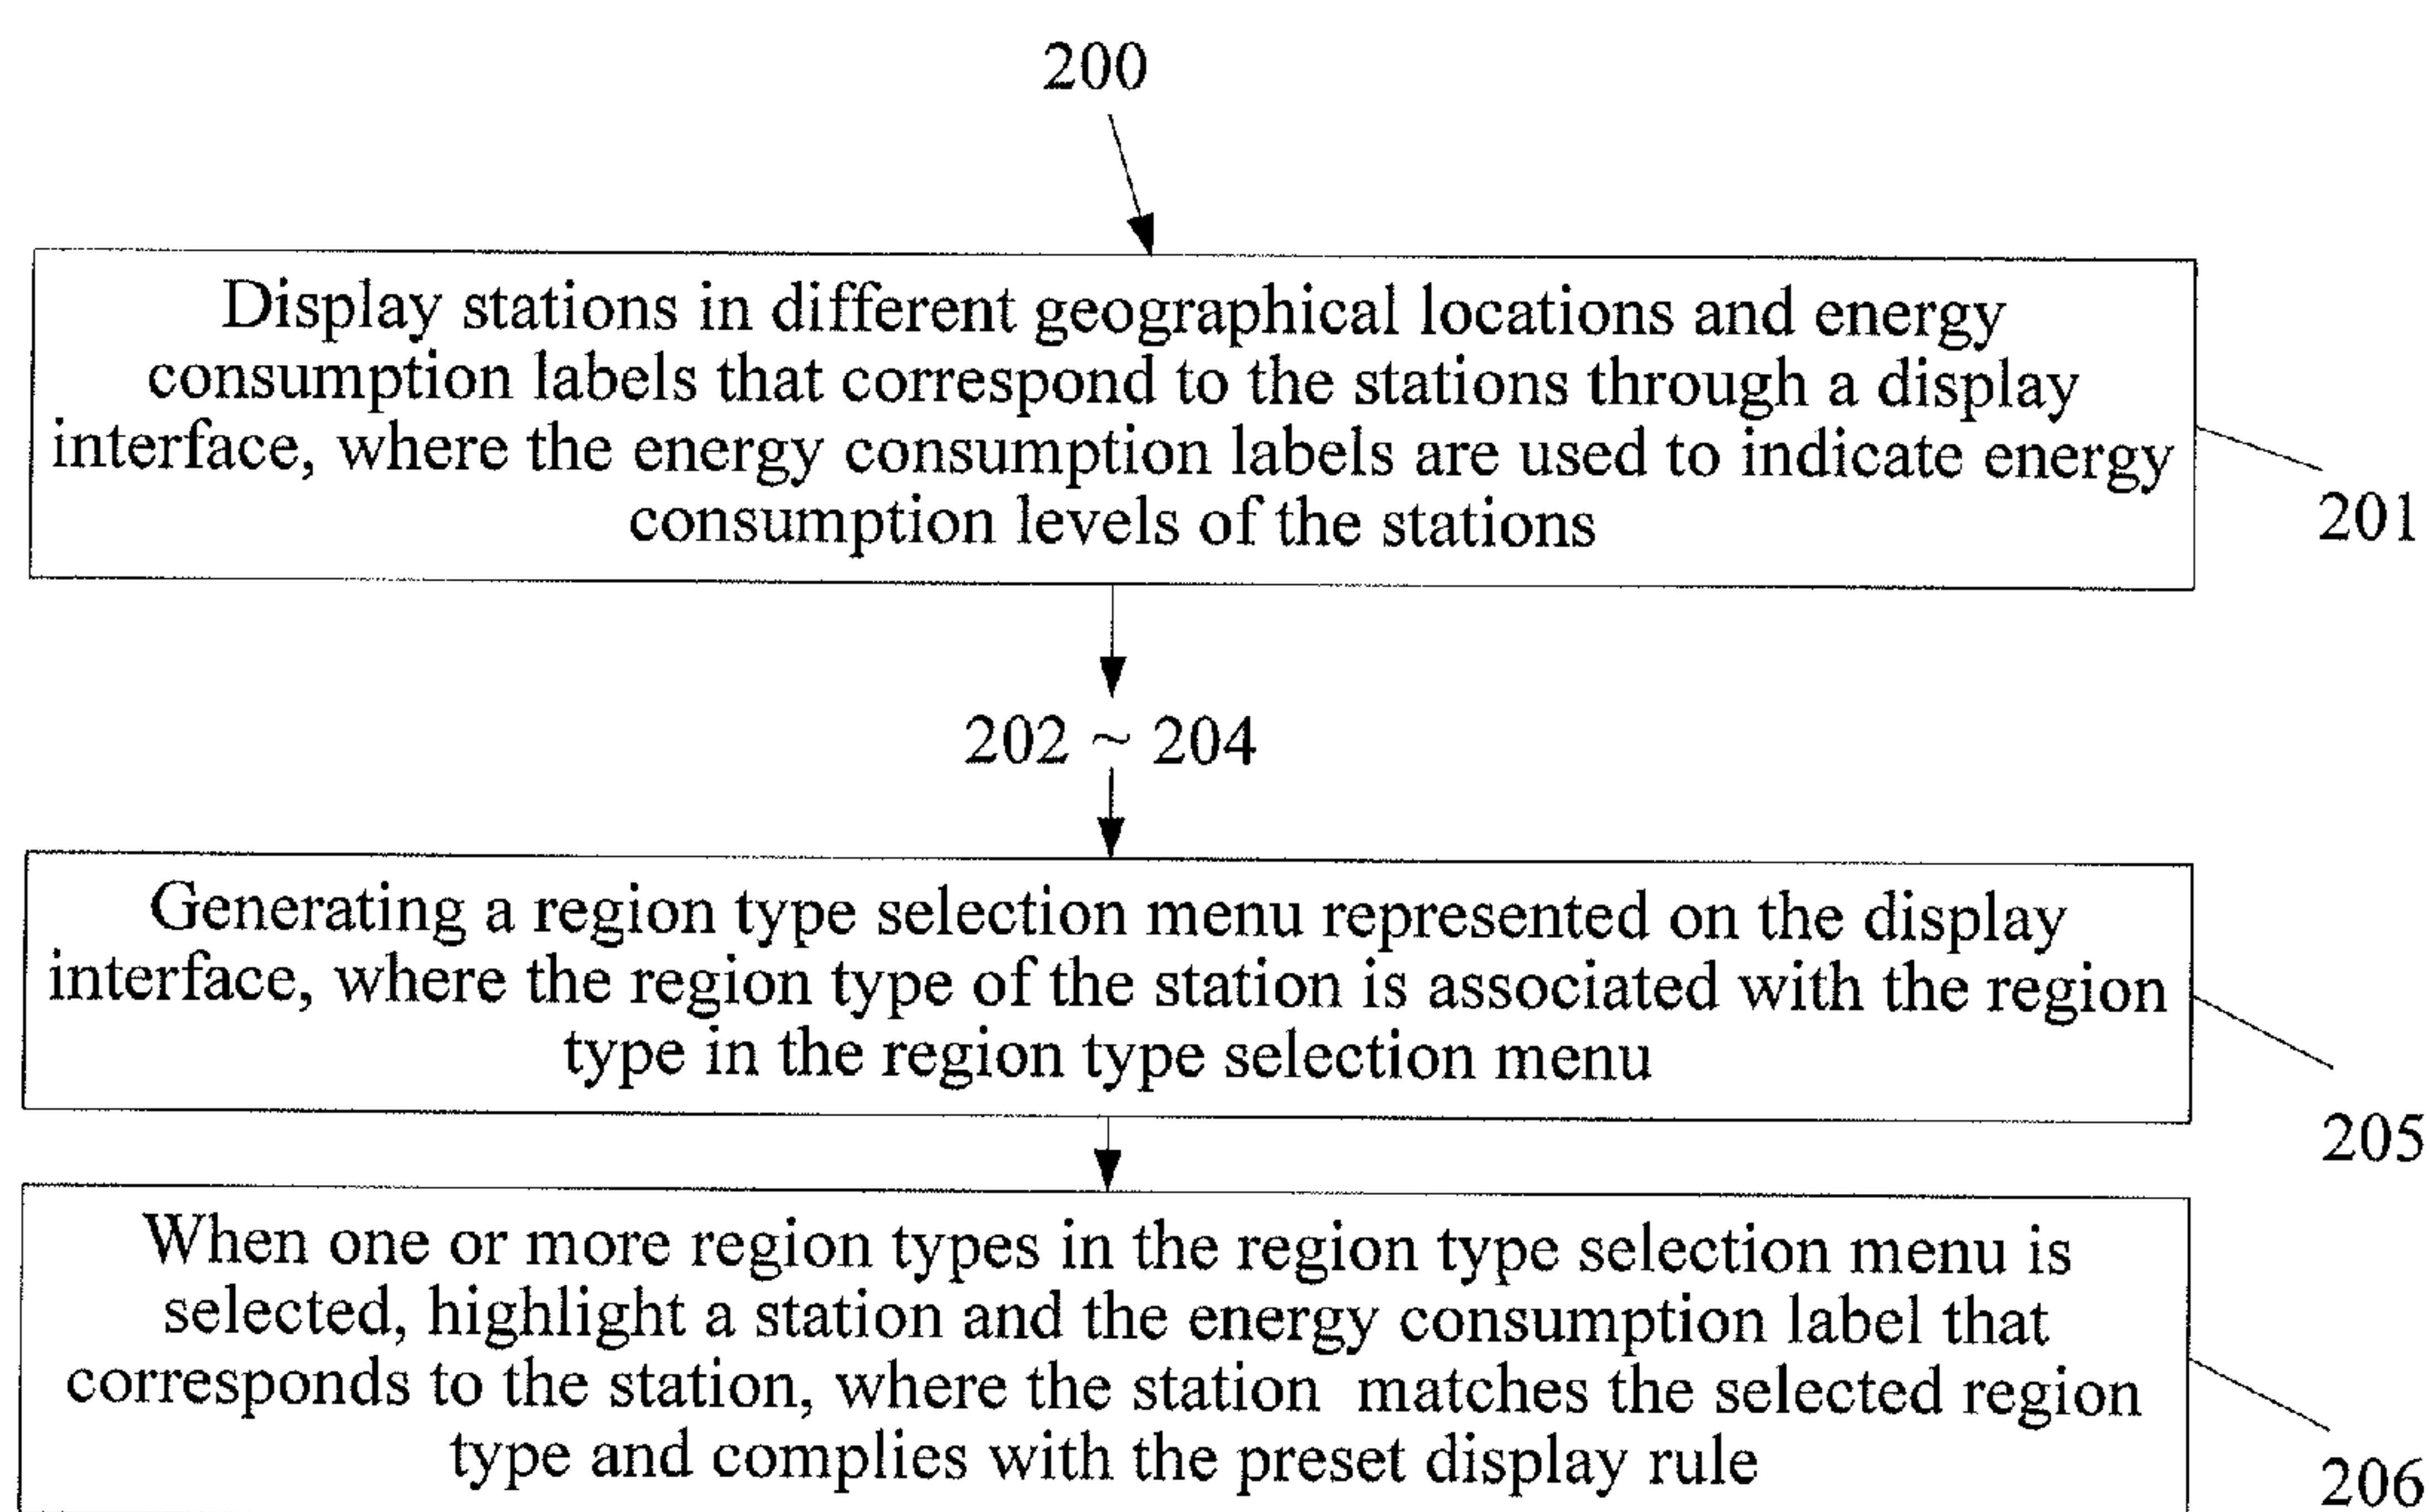 200
Display stations in different geographical locations and energy
consumption labels that correspond to the stations through a display
interface, where the energy consumption labels are used to indicate energy
consumption levels of the stations
201
202 ~ 204
Generating a region type selection menu represented on the display
interface, where the region type of the station is associated with the region
type in the region type selection menu
205
When one or more region types in the region type selection menu is
selected, highlight a station and the energy consumption label that
corresponds to the station, where the station matches the selected region
type and complies with the preset display rule
206